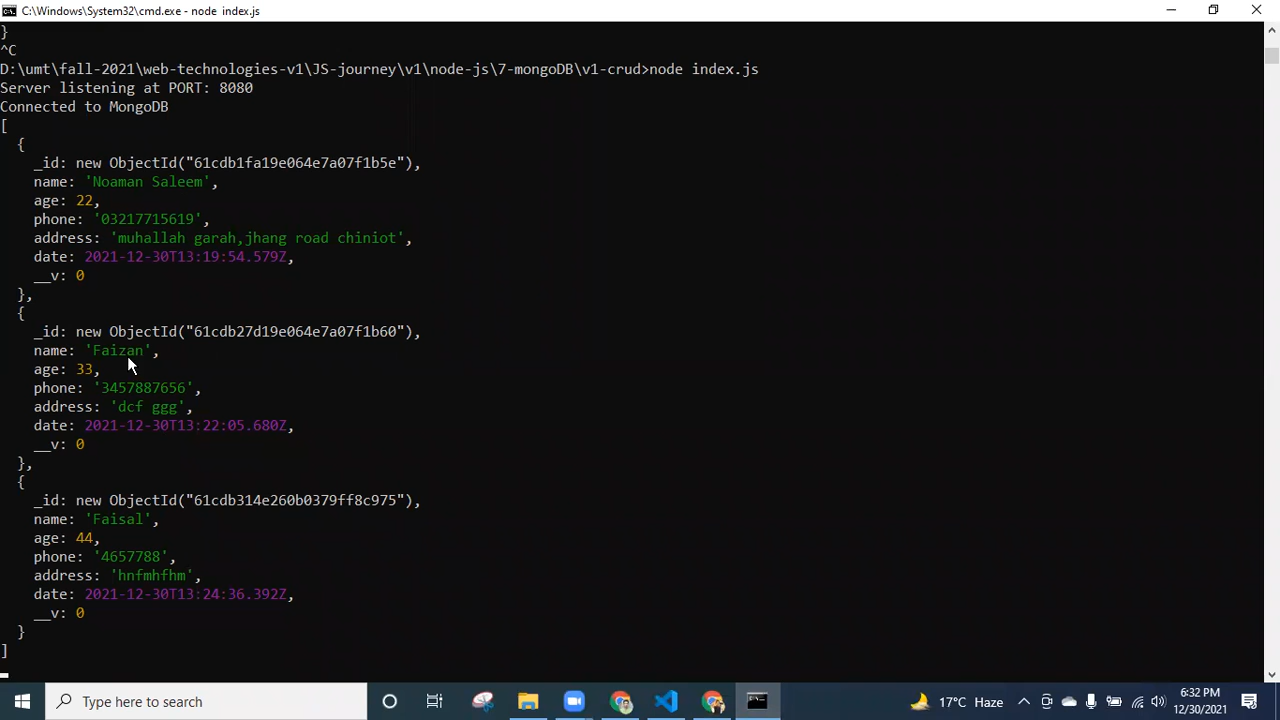 C:\Windows\System32\cmd.exe - node index.js
}
^C
D:\umt\fall-2021\web-technologies-v1\JS-journey\v1\node-js\7-mongoDB\v1-crud>node index.js
Server listening at PORT: 8080
Connected to MongoDB
[
{
_id: new ObjectId("61cdb1fa19e064e7a07f1b5e"),
name: 'Noaman Saleem',
age: 22,
phone: '03217715619',
address: 'muhallah garah,jhang road chiniot',
date: 2021-12-30T13:19:54.579Z,
__v: 0
},
{
_id: new ObjectId("61cdb27d19e064e7a07f1b60"),
name: 'Faizan',
age: 33,
phone: '3457887656',
address: 'dcf ggg',
date: 2021-12-30T13:22:05.680Z,
__v: 0
},
{
_id: new ObjectId("61cdb314e260b0379ff8c975"),
name: 'Faisal',
age: 44,
phone: '4657788',
address: 'hnfmhfhm',
date: 2021-12-30T13:24:36.392Z,
__v: 0
}
]
Type here to search
17°C Haze
6:32 PM
12/30/2021